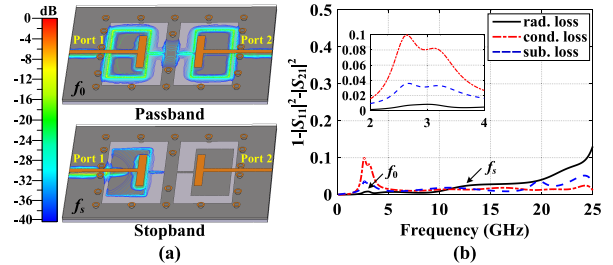 dB
0
-4
-8
-12
-16
-20
-24
-28
-32
-36
-40
Port 1
Port 2
f0
Passband
Port 1
Port 2
fs
Stopband
(a)
1-|S11|²-|S21|²
0.5
0.4
0.3
0.2
0.1
0
rad. loss
cond. loss
sub. loss
0.1
0.08
0.06
0.04
0.02
0
2
3
4
f0
fs
0
5
10
15
20
25
Frequency (GHz)
(b)